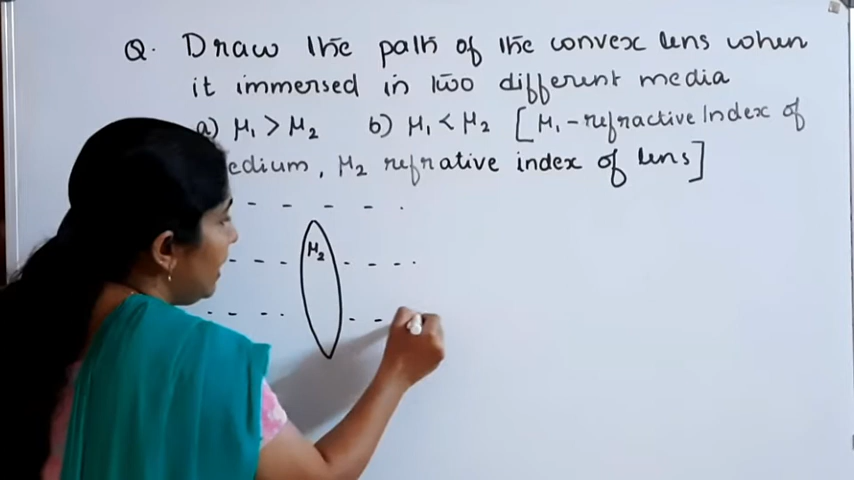 Q. Draw the path of the convex lens when
it immersed in two different media
a) μ₁ > μ₂ b) μ₁ < μ₂ [μ₁ - refractive Index of
edium, μ₂ refrative index of lens]
μ₂